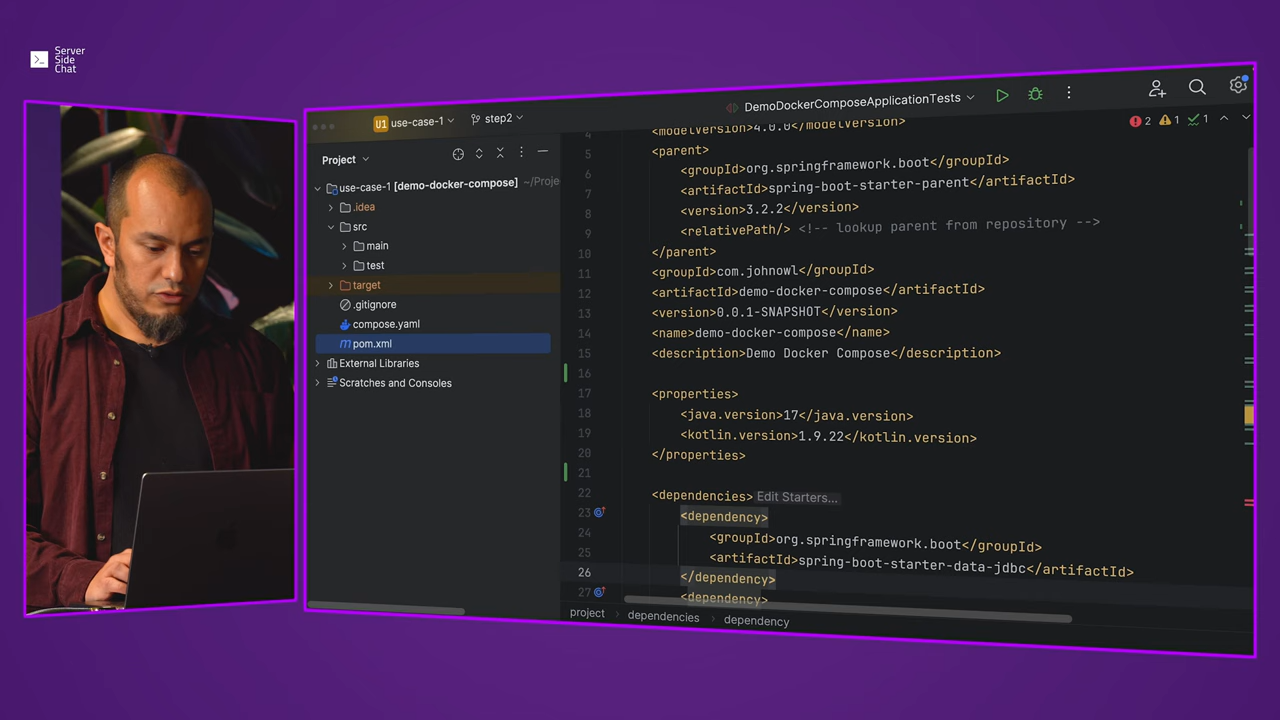 Server
Side
Chat
U1 use-case-1
step2
DemoDockerComposeApplicationTests
Project
use-case-1 [demo-docker-compose] ~/Proje
.idea
src
main
test
target
.gitignore
compose.yaml
pom.xml
External Libraries
Scratches and Consoles
2 1 1
4 <modelVersion>4.0.0</modelVersion>
5 <parent>
6 <groupId>org.springframework.boot</groupId>
7 <artifactId>spring-boot-starter-parent</artifactId>
8 <version>3.2.2</version>
9 <relativePath/> <!-- lookup parent from repository -->
10 </parent>
11 <groupId>com.johnowl</groupId>
12 <artifactId>demo-docker-compose</artifactId>
13 <version>0.0.1-SNAPSHOT</version>
14 <name>demo-docker-compose</name>
15 <description>Demo Docker Compose</description>
16
17 <properties>
18 <java.version>17</java.version>
19 <kotlin.version>1.9.22</kotlin.version>
20 </properties>
21
22 <dependencies> Edit Starters...
23 <dependency>
24 <groupId>org.springframework.boot</groupId>
25 <artifactId>spring-boot-starter-data-jdbc</artifactId>
26 </dependency>
27 <dependency>
project > dependencies > dependency